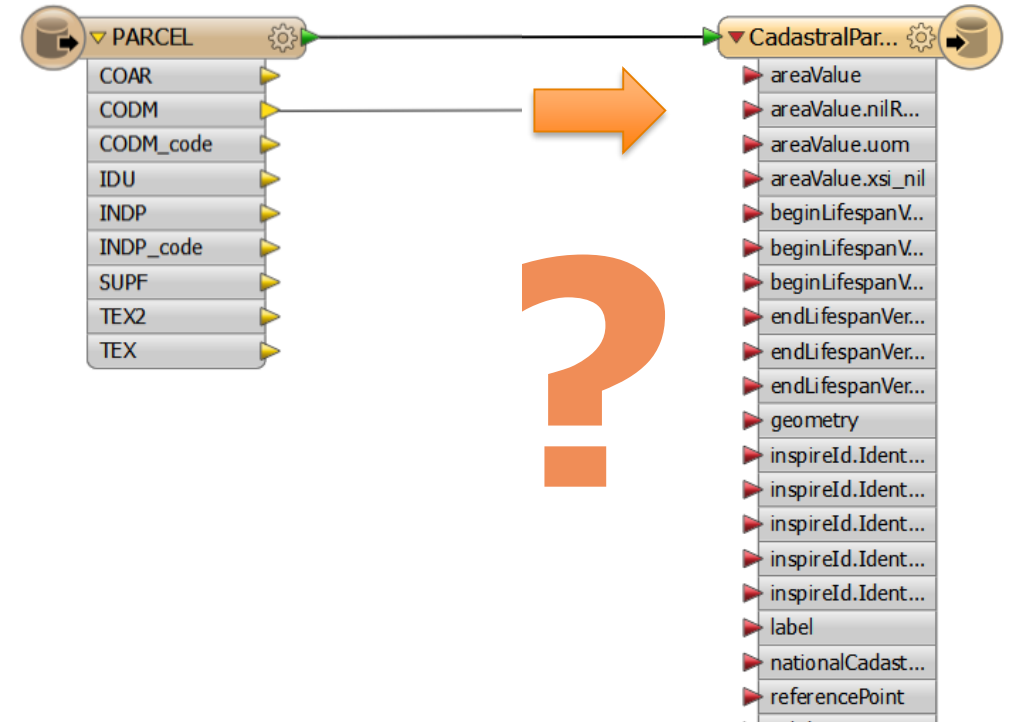 PARCEL
COAR
CODM
CODM_code
IDU
INDP
INDP_code
SUPF
TEX2
TEX
?
CadastralPar...
areaValue
areaValue.nilR...
areaValue.uom
areaValue.xsi_nil
beginLifespanV...
beginLifespanV...
beginLifespanV...
endLifespanVer...
endLifespanVer...
endLifespanVer...
geometry
inspireId.Ident...
inspireId.Ident...
inspireId.Ident...
inspireId.Ident...
inspireId.Ident...
label
nationalCadast...
referencePoint